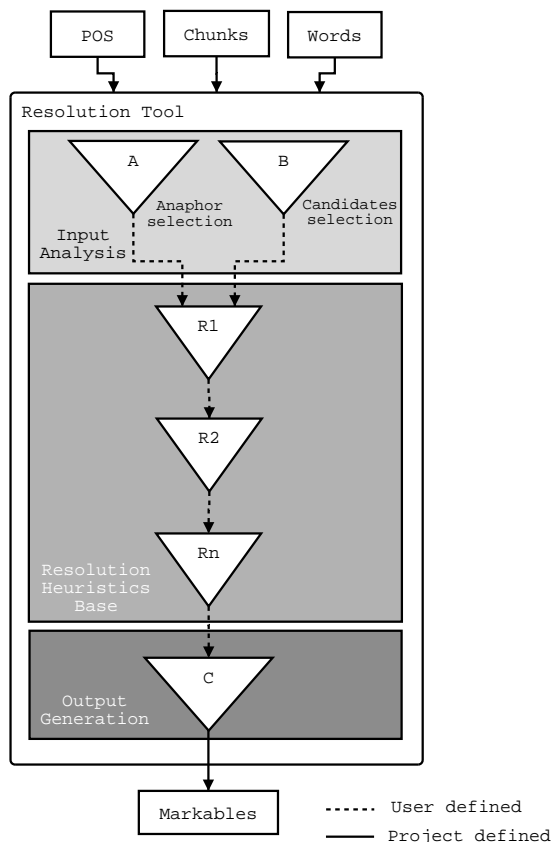 POS
Chunks
Words
Resolution Tool
A
B
Anaphor
selection
Candidates
selection
Input
Analysis
R1
R2
Rn
Resolution
Heuristics
Base
C
Output
Generation
Markables
User defined
Project defined